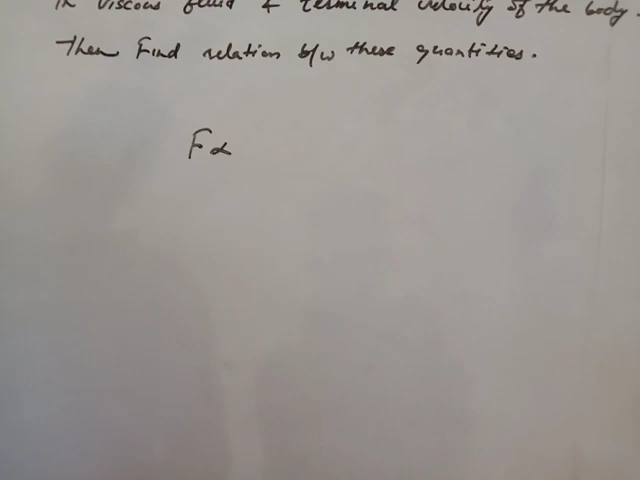 in viscous fluid & terminal velocity of the body.
Then Find relation b/w these quantities.
F ∝